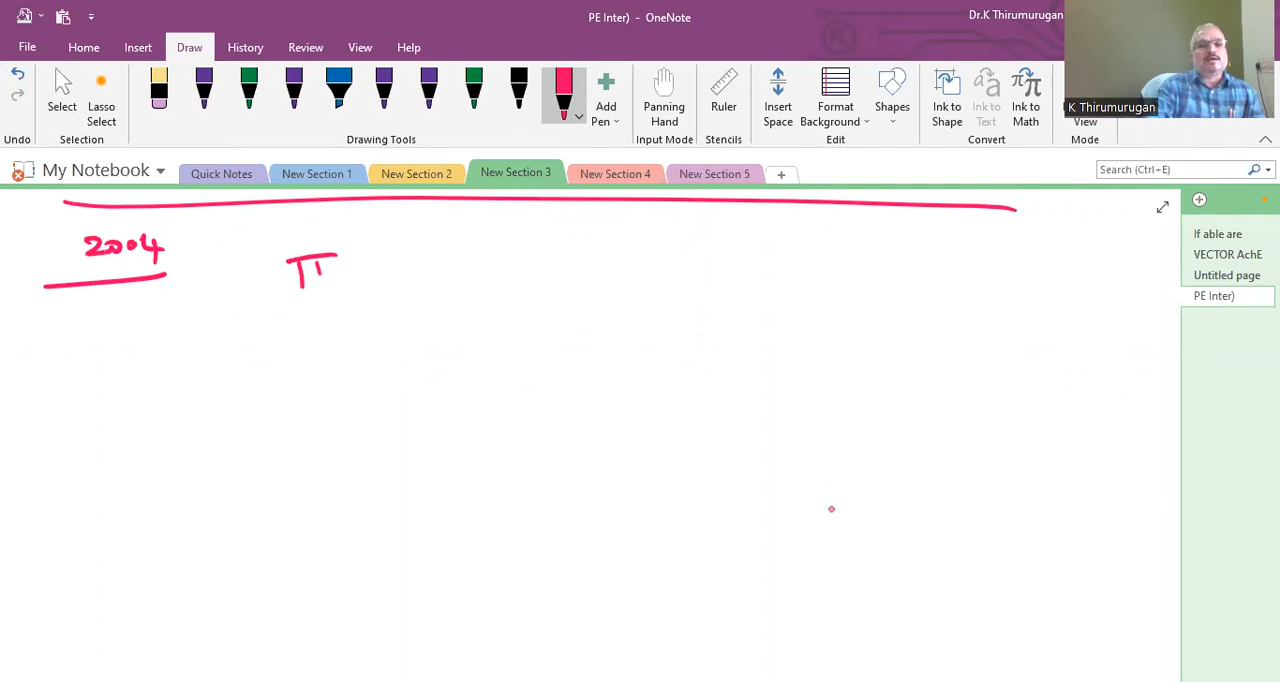 PE Inter) - OneNote
Dr.K Thirumurugan
File Home Insert Draw History Review View Help
Undo
Select
Lasso Select
Selection
Drawing Tools
Add Pen
Panning Hand
Input Mode
Ruler
Stencils
Insert Space
Format Background
Shapes
Edit
Ink to Shape
Ink to Text
Ink to Math
Convert
View
Mode
K Thirumurugan
My Notebook
Quick Notes
New Section 1
New Section 2
New Section 3
New Section 4
New Section 5
Search (Ctrl+E)
2004
If able are
VECTOR AchE
Untitled page
PE Inter)